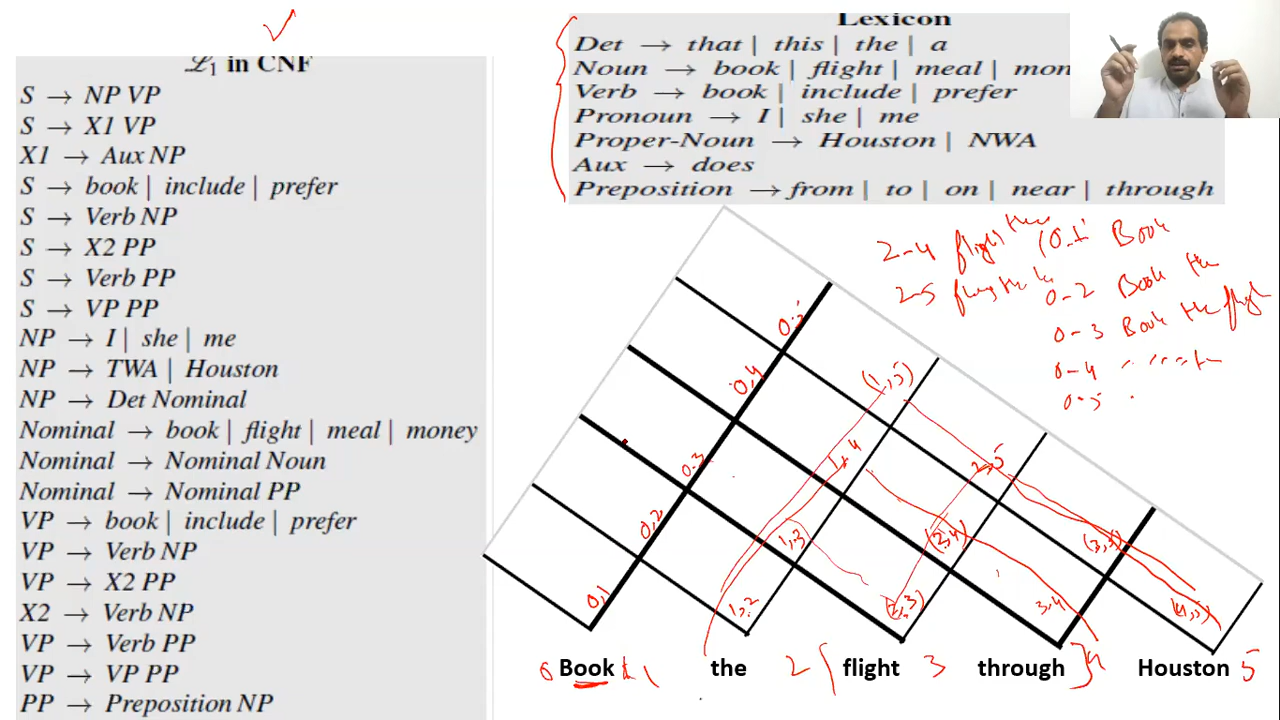 ℒ1 in CNF
S → NP VP
S → X1 VP
X1 → Aux NP
S → book | include | prefer
S → Verb NP
S → X2 PP
S → Verb PP
S → VP PP
NP → I | she | me
NP → TWA | Houston
NP → Det Nominal
Nominal → book | flight | meal | money
Nominal → Nominal Noun
Nominal → Nominal PP
VP → book | include | prefer
VP → Verb NP
VP → X2 PP
X2 → Verb NP
VP → Verb PP
VP → VP PP
PP → Preposition NP
Lexicon
Det → that | this | the | a
Noun → book | flight | meal | mon
Verb → book | include | prefer
Pronoun → I | she | me
Proper-Noun → Houston | NWA
Aux → does
Preposition → from | to | on | near | through
2-4 flight
2-5
0.1 Book
0-2 Book the
0-3 Book the fligh
0-4
0-5
0,4 (1,5)
0.3 1,4 2,5
0,2 1,3 (2,4) (3,5)
0,1 1,2 (2,3) 3,4 (4,5)
0 Book 1 the 2 flight 3 through 4 Houston 5